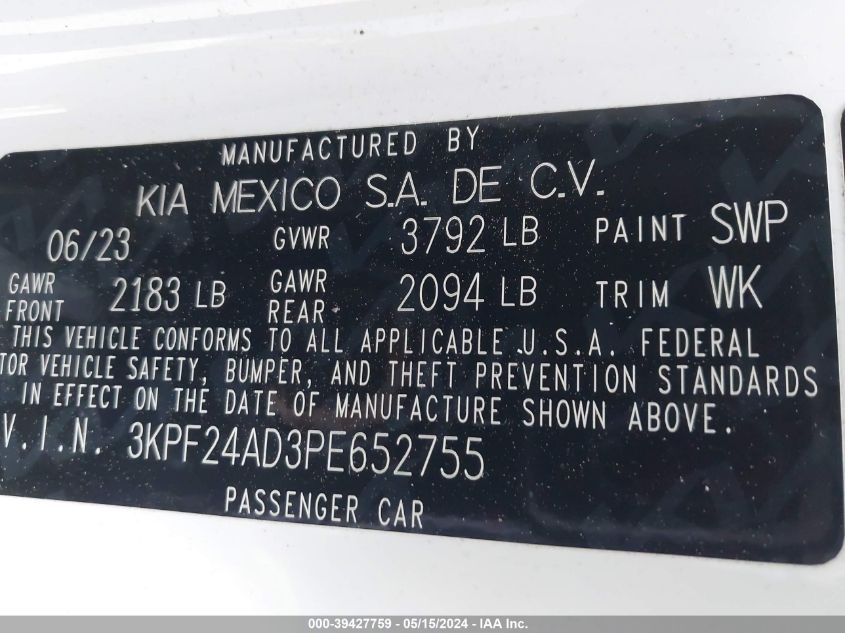 MANUFACTURED BY
KIA MEXICO S.A. DE C.V.
06/23 GVWR 3792 LB PAINT SWP
GAWR FRONT 2183 LB GAWR REAR 2094 LB TRIM WK
THIS VEHICLE CONFORMS TO ALL APPLICABLE U.S.A. FEDERAL
TOR VEHICLE SAFETY, BUMPER, AND THEFT PREVENTION STANDARDS
IN EFFECT ON THE DATE OF MANUFACTURE SHOWN ABOVE.
V.I.N. 3KPF24AD3PE652755
PASSENGER CAR
000-39427759 - 05/15/2024 - IAA Inc.